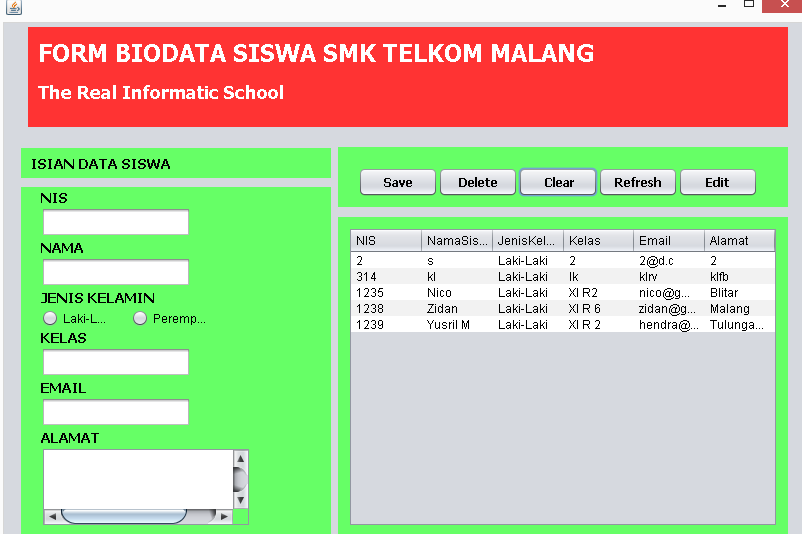 FORM BIODATA SISWA SMK TELKOM MALANG
The Real Informatic School
ISIAN DATA SISWA
NIS
NAMA
JENIS KELAMIN
Laki-L... Peremp...
KELAS
EMAIL
ALAMAT
Save Delete Clear Refresh Edit
NIS NamaSis... JenisKel... Kelas Email Alamat
2 s Laki-Laki 2 2@d.c 2
314 kl Laki-Laki lk klrv klfb
1235 Nico Laki-Laki XI R2 nico@g... Blitar
1238 Zidan Laki-Laki XI R 6 zidan@g... Malang
1239 Yusril M Laki-Laki XI R 2 hendra@... Tulunga...